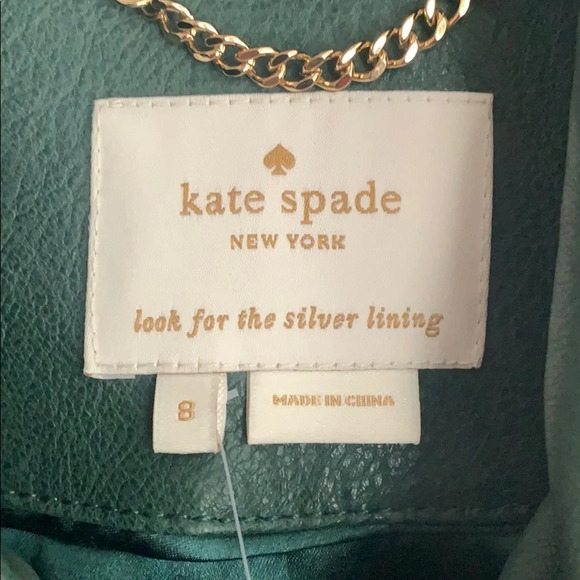 kate spade
NEW YORK
look for the silver lining
8
MADE IN CHINA